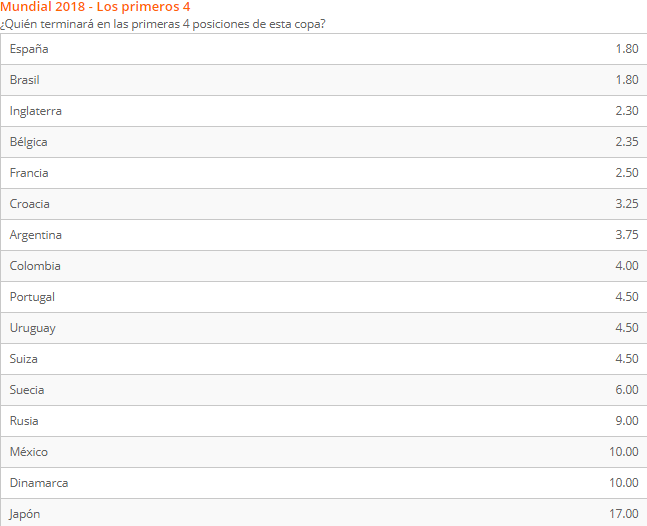 Mundial 2018 - Los primeros 4
¿Quién terminará en las primeras 4 posiciones de esta copa?
España 1.80
Brasil 1.80
Inglaterra 2.30
Bélgica 2.35
Francia 2.50
Croacia 3.25
Argentina 3.75
Colombia 4.00
Portugal 4.50
Uruguay 4.50
Suiza 4.50
Suecia 6.00
Rusia 9.00
México 10.00
Dinamarca 10.00
Japón 17.00